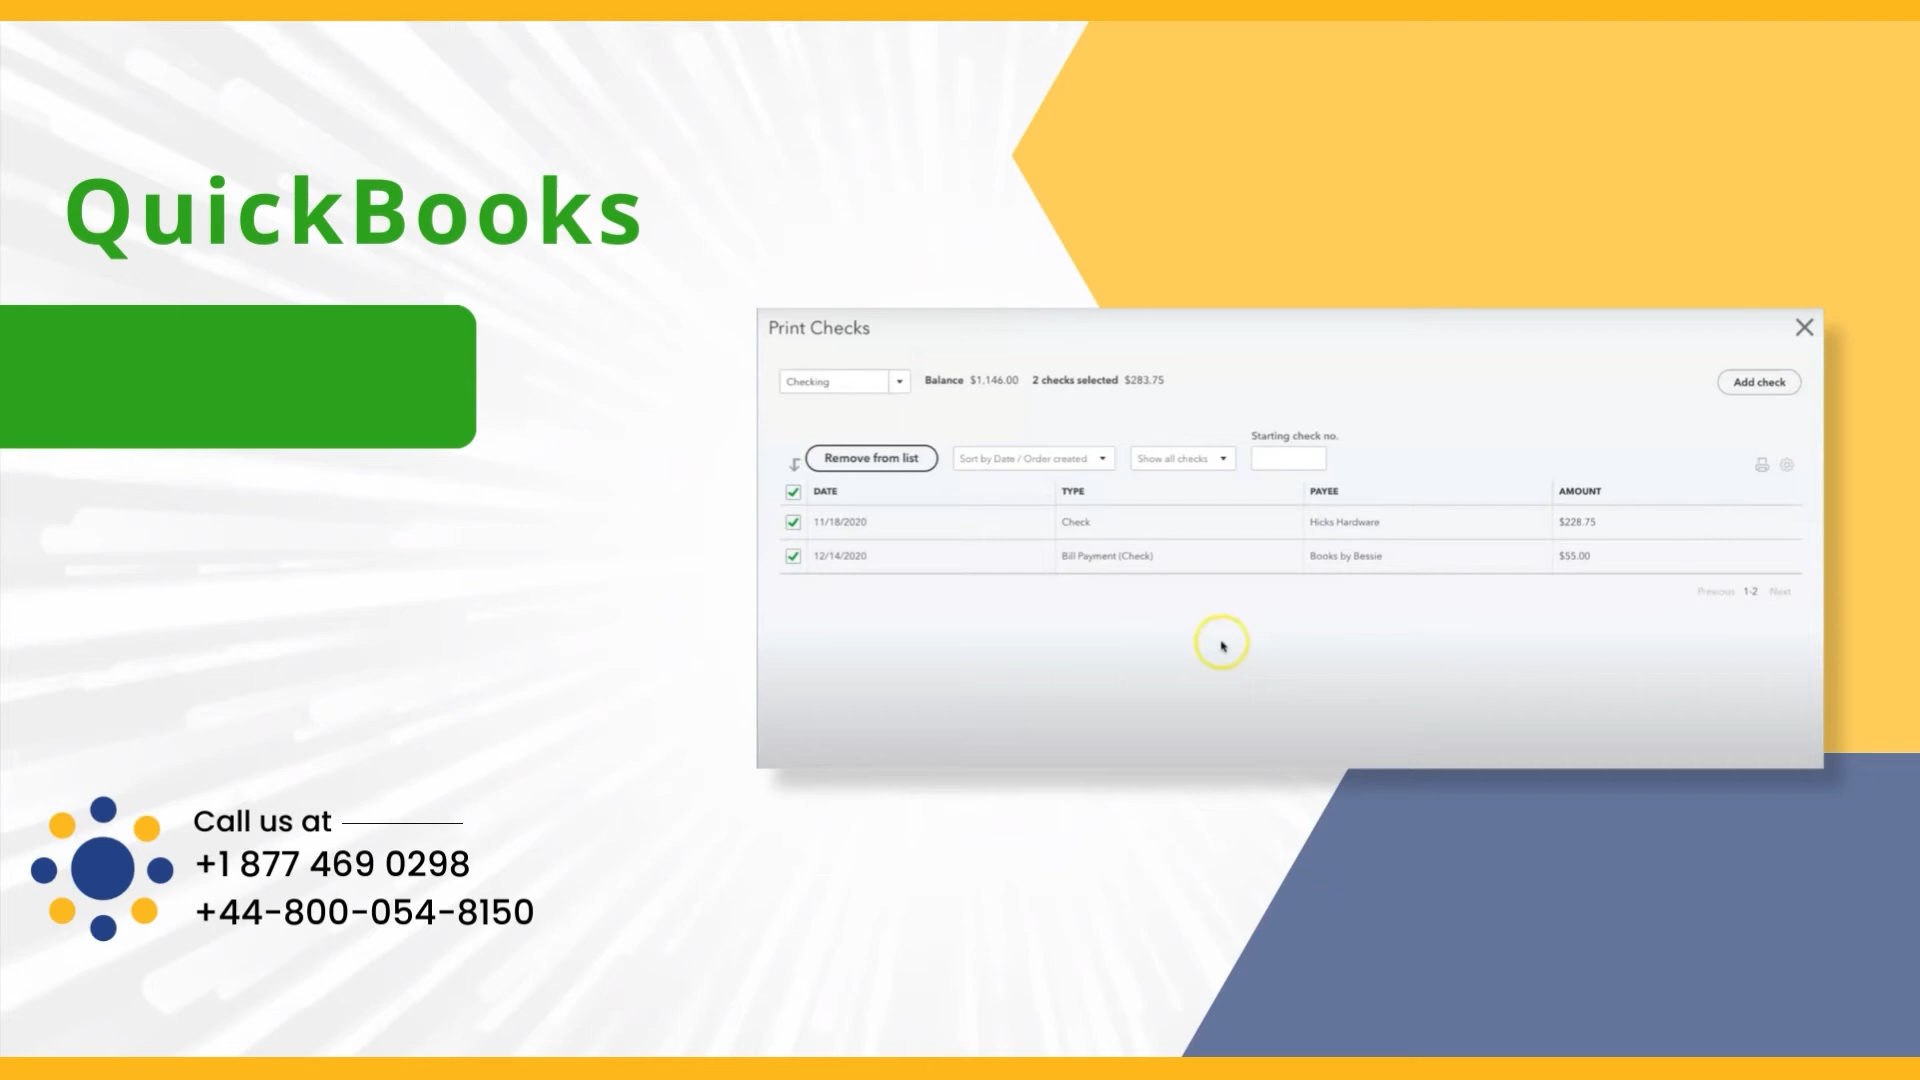 QuickBooks
Print Checks
Checking
Balance $1,146.00 2 checks selected $283.75
Add check
Starting check no.
Remove from list
Sort by Date / Order created
Show all checks
DATE TYPE PAYEE AMOUNT
11/18/2020 Check Hicks Hardware $228.75
12/14/2020 Bill Payment (Check) Books by Bessie $55.00
Previous 1-2 Next
Call us at
+1 877 469 0298
+44-800-054-8150